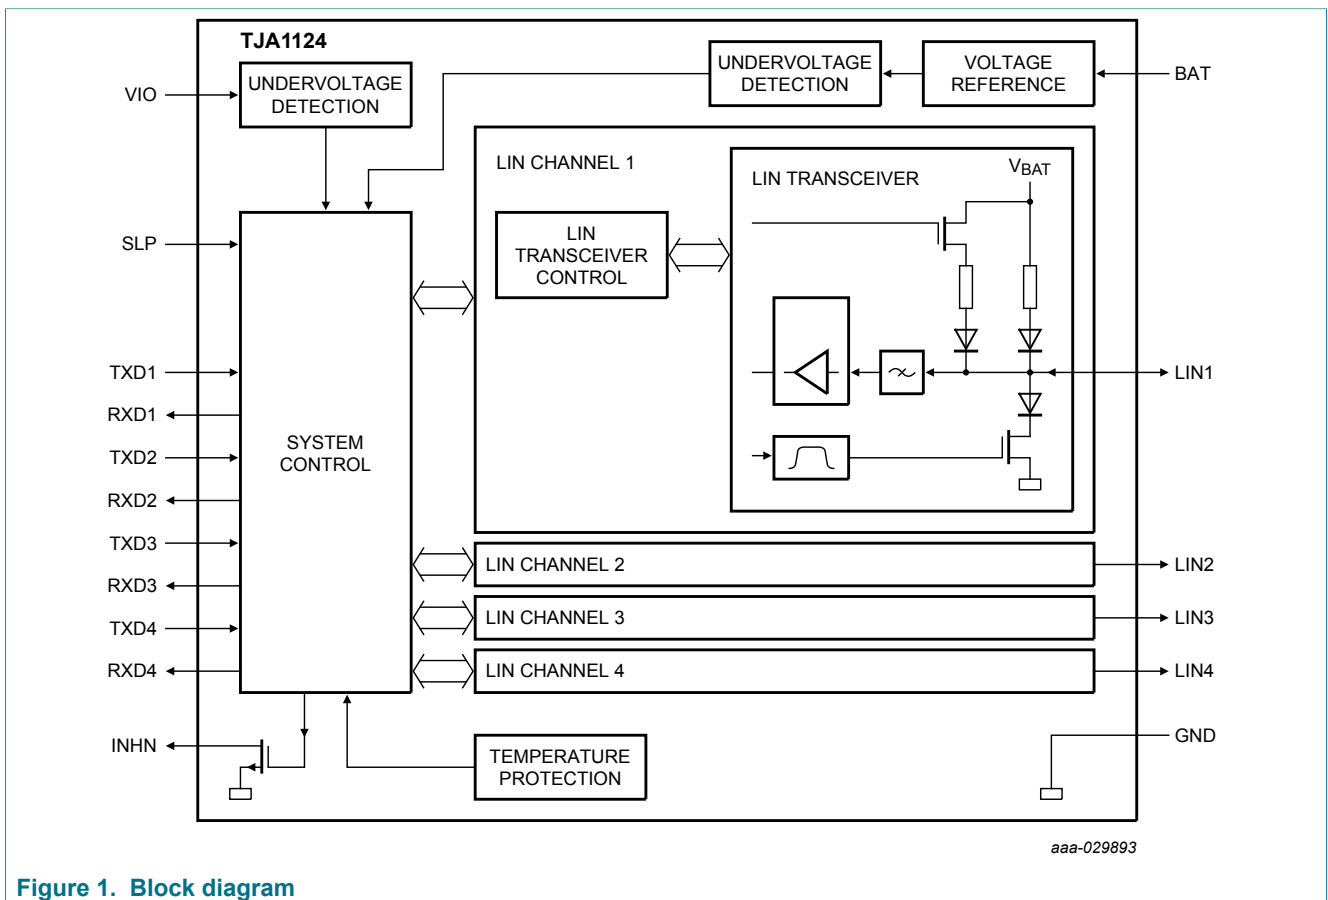 TJA1124
VIO
UNDERVOLTAGE
DETECTION
UNDERVOLTAGE
DETECTION
VOLTAGE
REFERENCE
BAT
LIN CHANNEL 1
LIN TRANSCEIVER
VBAT
SLP
LIN
TRANSCEIVER
CONTROL
TXD1
RXD1
TXD2
RXD2
TXD3
RXD3
TXD4
RXD4
SYSTEM
CONTROL
LIN1
LIN CHANNEL 2
LIN2
LIN CHANNEL 3
LIN3
LIN CHANNEL 4
LIN4
INHN
TEMPERATURE
PROTECTION
GND
aaa-029893
Figure 1. Block diagram